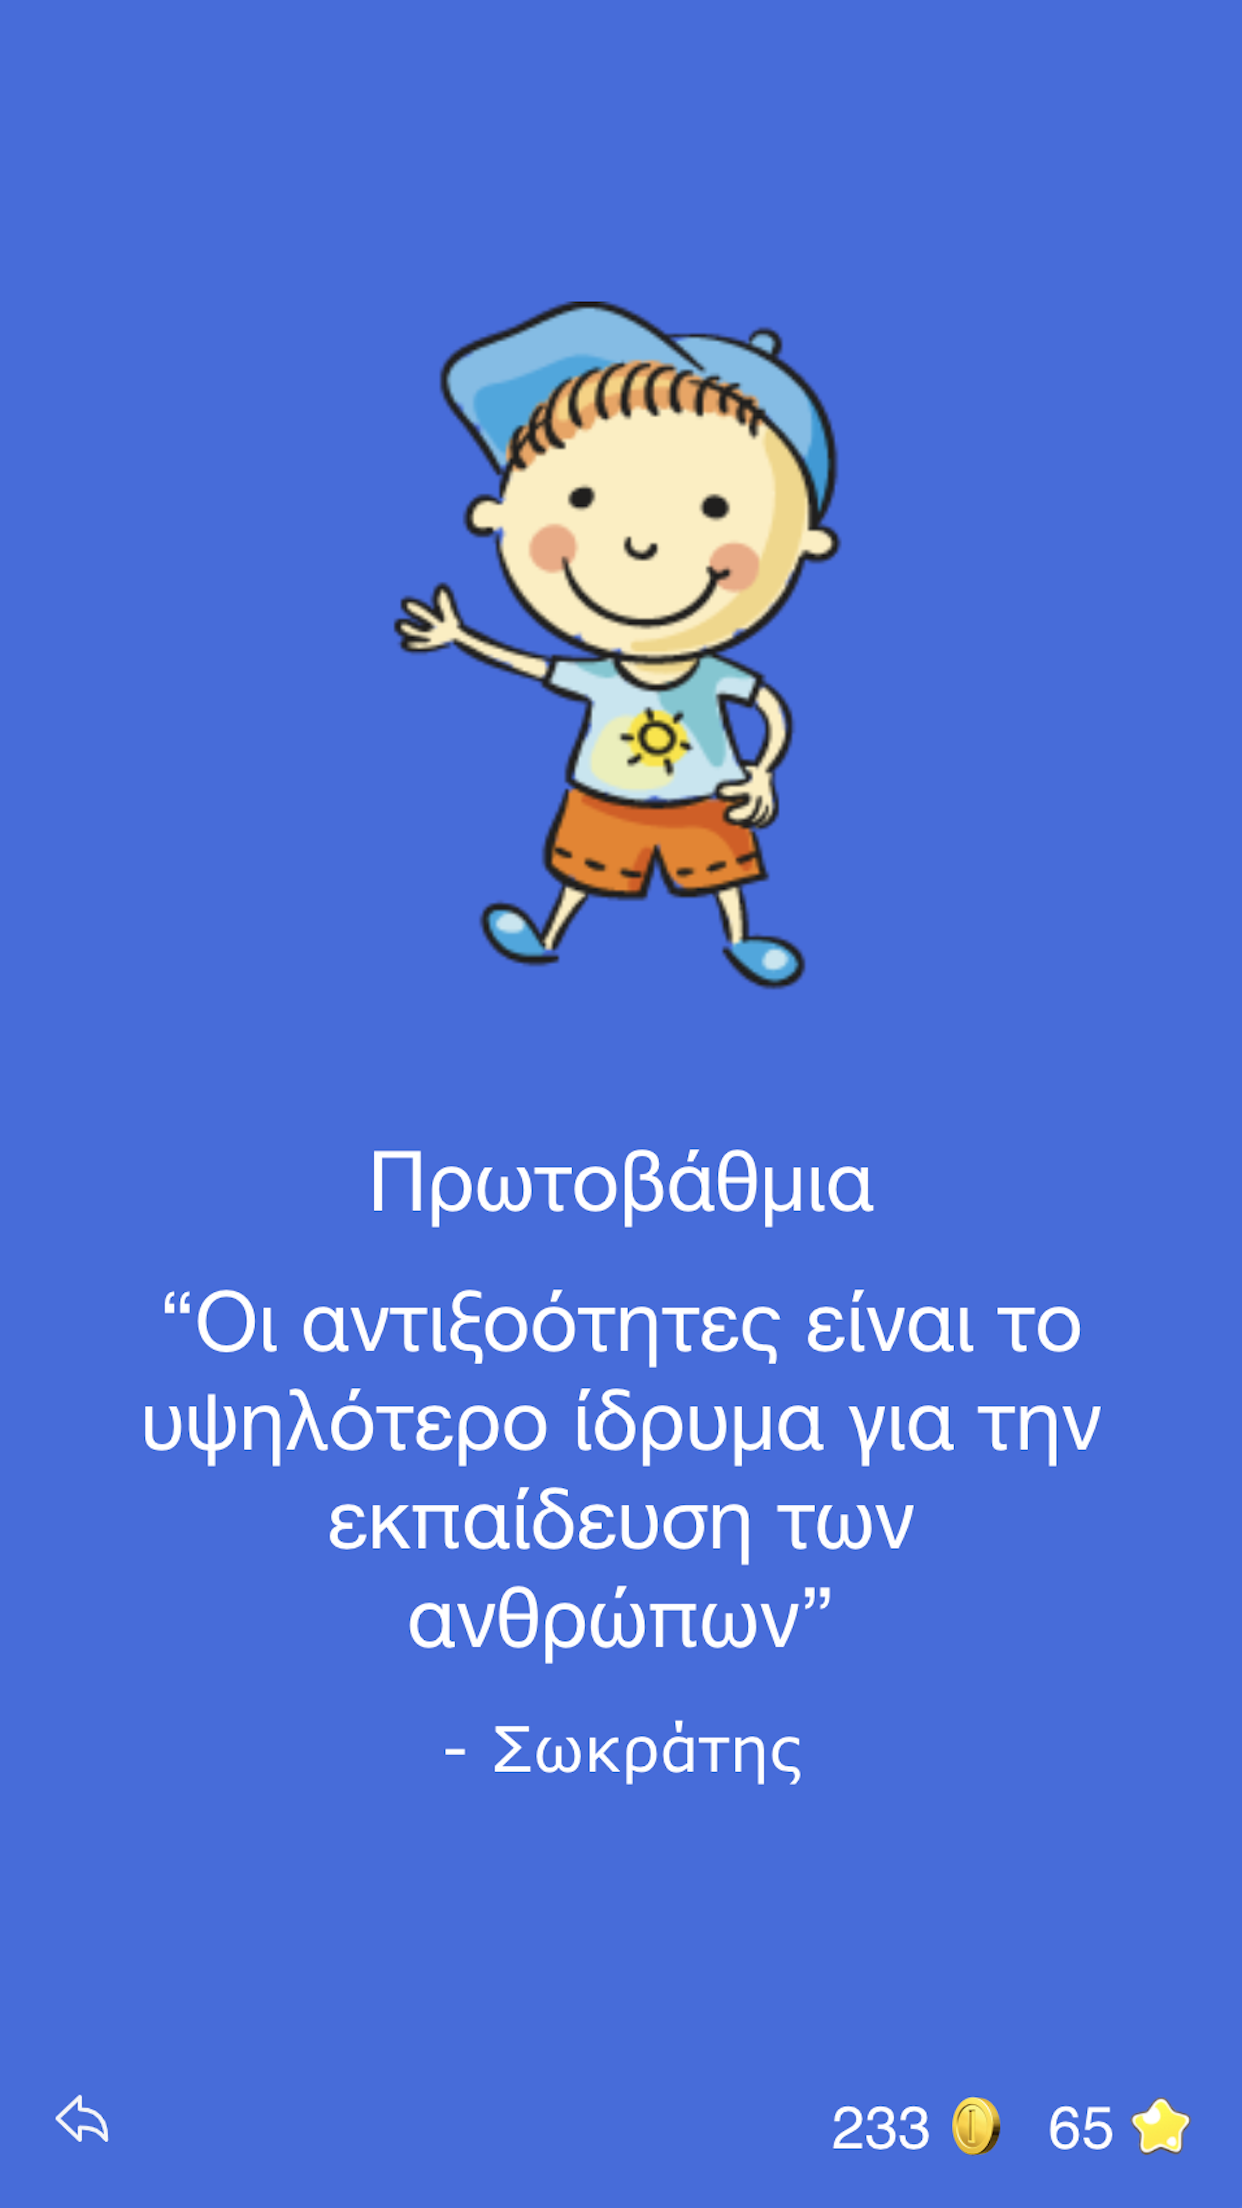 Πρωτοβάθμια
“Οι αντιξοότητες είναι το
υψηλότερο ίδρυμα για την
εκπαίδευση των
ανθρώπων”
- Σωκράτης
233 65